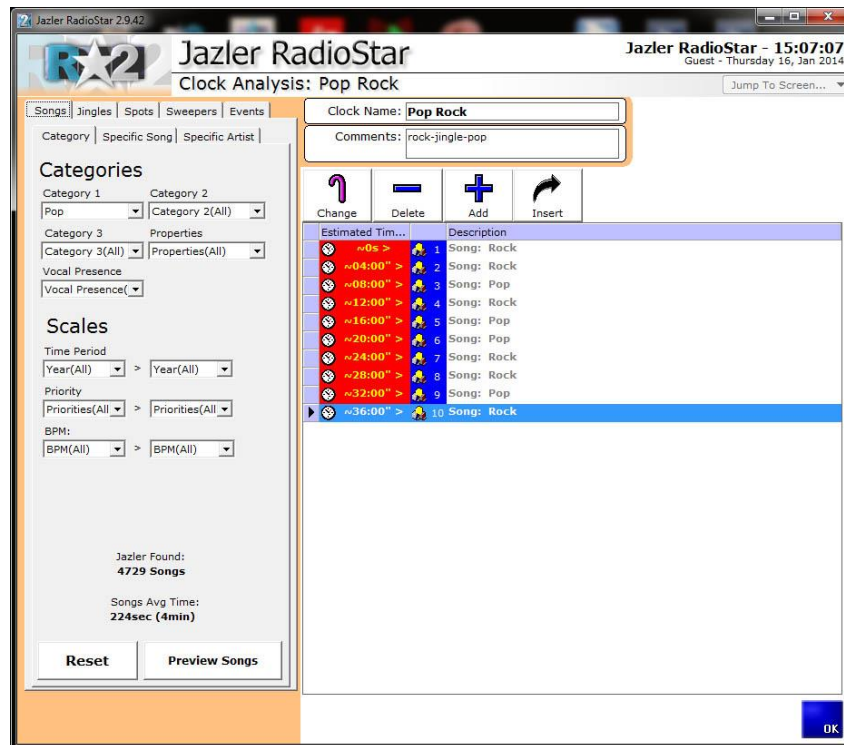 Jazler RadioStar 2.9.42
R 2
Jazler RadioStar
Jazler RadioStar - 15:07:07
Guest - Thursday 16, Jan 2014
Clock Analysis: Pop Rock
Jump To Screen...
Songs Jingles Spots Sweepers Events
Category Specific Song Specific Artist
Categories
Category 1 Category 2
Pop Category 2(All)
Category 3 Properties
Category 3(All) Properties(All)
Vocal Presence
Vocal Presence(
Scales
Time Period
Year(All) > Year(All)
Priority
Priorities(All > Priorities(All
BPM:
BPM(All) > BPM(All)
Jazler Found:
4729 Songs
Songs Avg Time:
224sec (4min)
Reset Preview Songs
Clock Name: Pop Rock
Comments: rock-jingle-pop
Change Delete Add Insert
Estimated Tim... Description
~0s > 1 Song: Rock
~04:00" > 2 Song: Rock
~08:00" > 3 Song: Pop
~12:00" > 4 Song: Rock
~16:00" > 5 Song: Pop
~20:00" > 6 Song: Pop
~24:00" > 7 Song: Rock
~28:00" > 8 Song: Rock
~32:00" > 9 Song: Pop
~36:00" > 10 Song: Rock
OK